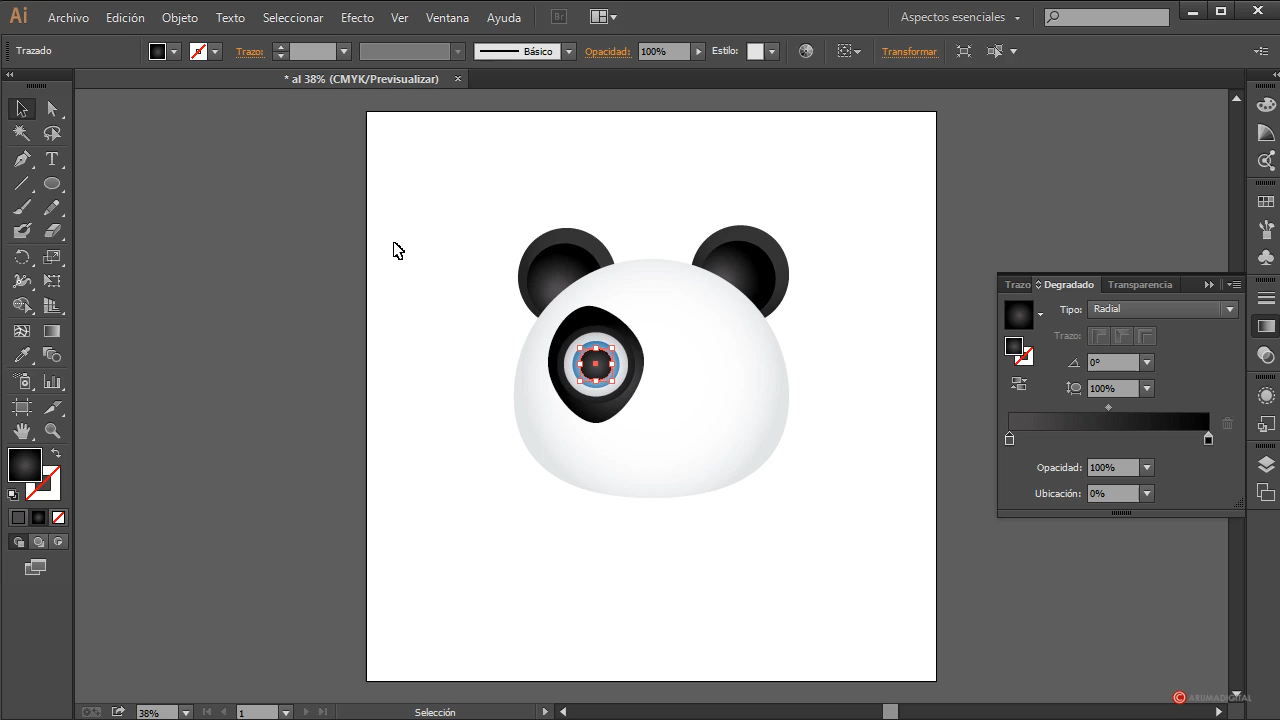 Ai Archivo Edición Objeto Texto Seleccionar Efecto Ver Ventana Ayuda Br Aspectos esenciales
Trazado Trazo: Básico Opacidad: 100% Estilo: Transformar
* al 38% (CMYK/Previsualizar)
Trazo Degradado Transparencia
Tipo: Radial
Trazo:
0°
100%
Opacidad: 100%
Ubicación: 0%
© ARUMADIGITAL
38% 1 Selección